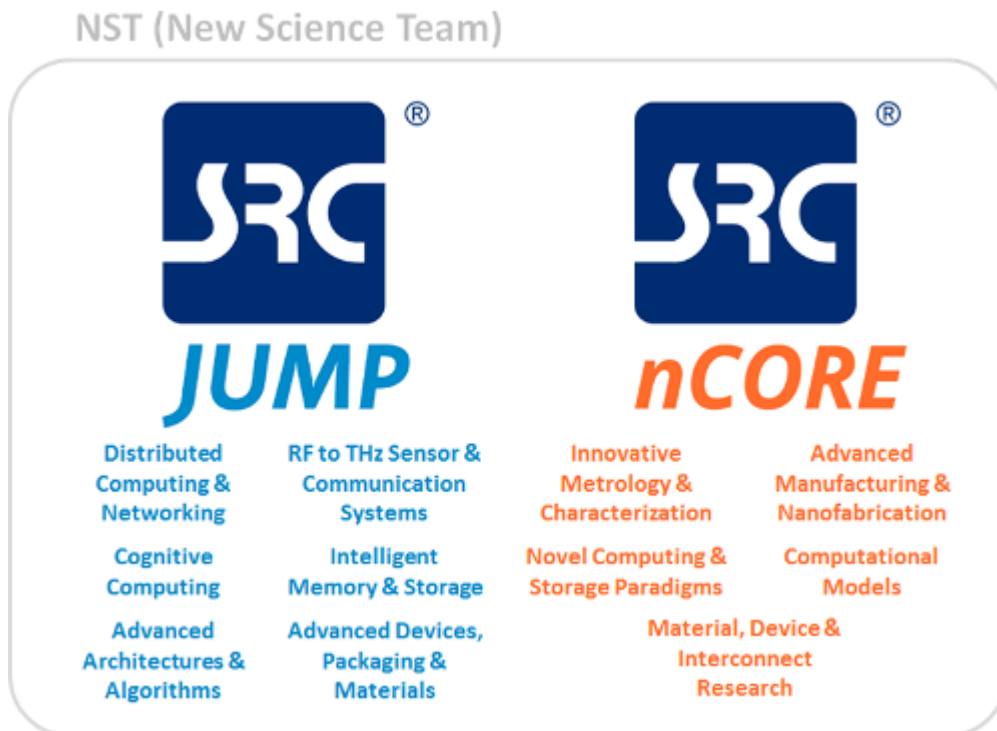 NST (New Science Team)
SRC®
JUMP
Distributed
Computing &
Networking
RF to THz Sensor &
Communication
Systems
Cognitive
Computing
Intelligent
Memory & Storage
Advanced
Architectures &
Algorithms
Advanced Devices,
Packaging &
Materials
SRC®
nCORE
Innovative
Metrology &
Characterization
Advanced
Manufacturing &
Nanofabrication
Novel Computing &
Storage Paradigms
Computational
Models
Material, Device &
Interconnect
Research